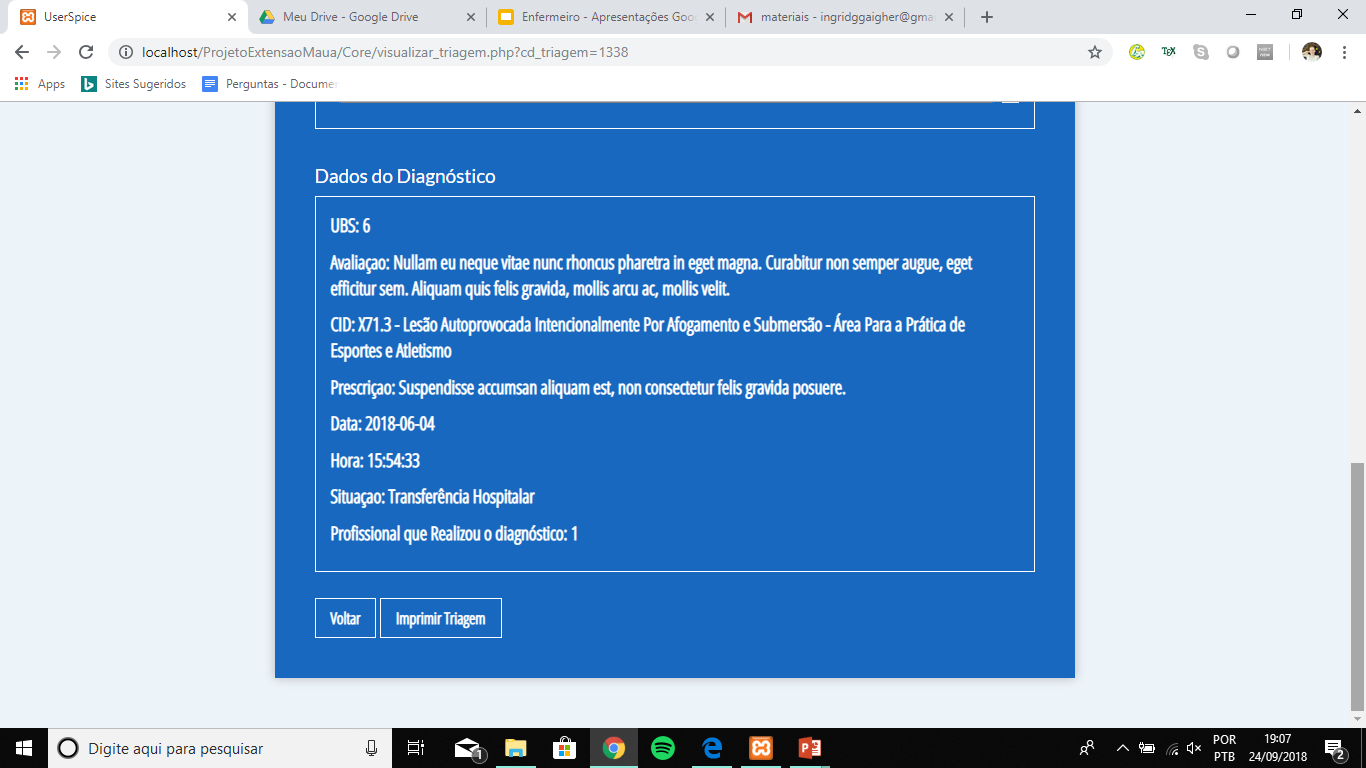 UserSpice
Meu Drive - Google Drive
Enfermeiro - Apresentações Goo
materiais - ingridggaigher@gma
localhost/ProjetoExtensaoMaua/Core/visualizar_triagem.php?cd_triagem=1338
Apps
Sites Sugeridos
Perguntas - Documen
Dados do Diagnóstico
UBS: 6
Avaliaçao: Nullam eu neque vitae nunc rhoncus pharetra in eget magna. Curabitur non semper augue, eget
efficitur sem. Aliquam quis felis gravida, mollis arcu ac, mollis velit.
CID: X71.3 - Lesão Autoprovocada Intencionalmente Por Afogamento e Submersão - Área Para a Prática de
Esportes e Atletismo
Prescriçao: Suspendisse accumsan aliquam est, non consectetur felis gravida posuere.
Data: 2018-06-04
Hora: 15:54:33
Situaçao: Transferência Hospitalar
Profissional que Realizou o diagnóstico: 1
Voltar
Imprimir Triagem
Digite aqui para pesquisar
1
POR
PTB
19:07
24/09/2018
2